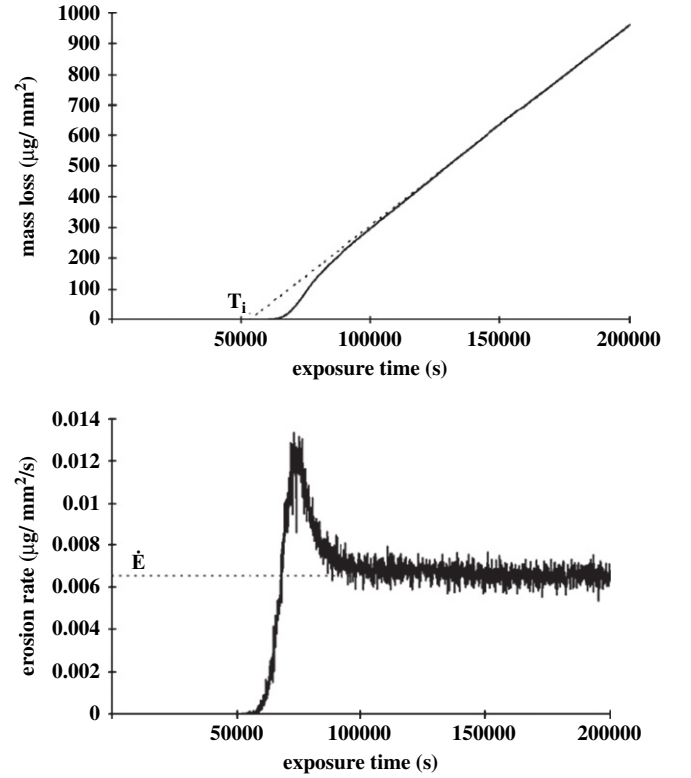 1000
900
800
700
600
500
400
300
200
100
0
mass loss (μg/ mm²)
Tᵢ
50000 100000 150000 200000
exposure time (s)
0.014
0.012
0.01
0.008
0.006
0.004
0.002
0
erosion rate (μg/ mm²/s)
Ė
50000 100000 150000 200000
exposure time (s)